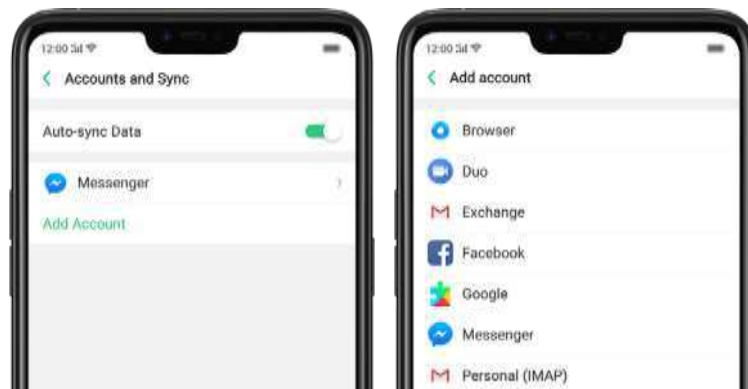 12:00
Accounts and Sync
Auto-sync Data
Messenger
Add Account
12:00
Add account
Browser
Duo
Exchange
Facebook
Google
Messenger
Personal (IMAP)